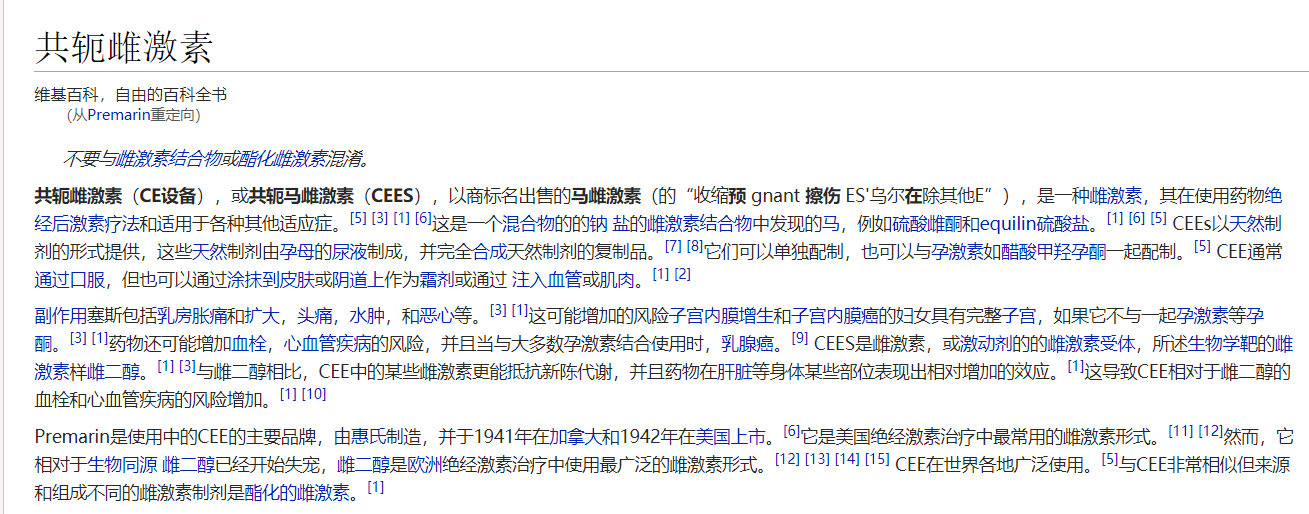 共轭雌激素
维基百科，自由的百科全书
(从Premarin重定向)
不要与雌激素结合物或酯化雌激素混淆。
共轭雌激素（CE设备），或共轭马雌激素（CEES），以商标名出售的马雌激素（的“收缩预 gnant 擦伤 ES'乌尔在除其他E”），是一种雌激素，其在使用药物绝
经后激素疗法和适用于各种其他适应症。[5] [3] [1] [6]这是一个混合物的的钠 盐的雌激素结合物中发现的马，例如硫酸雌酮和equilin硫酸盐。[1] [6] [5] CEEs以天然制
剂的形式提供，这些天然制剂由孕母的尿液制成，并完全合成天然制剂的复制品。[7] [8]它们可以单独配制，也可以与孕激素如醋酸甲羟孕酮一起配制。[5] CEE通常
通过口服，但也可以通过涂抹到皮肤或阴道上作为霜剂或通过 注入血管或肌肉。[1] [2]
副作用塞斯包括乳房胀痛和扩大，头痛，水肿，和恶心等。[3] [1]这可能增加的风险子宫内膜增生和子宫内膜癌的妇女具有完整子宫，如果它不与一起孕激素等孕
酮。[3] [1]药物还可能增加血栓，心血管疾病的风险，并且当与大多数孕激素结合使用时，乳腺癌。[9] CEES是雌激素，或激动剂的的雌激素受体，所述生物学靶的雌
激素样雌二醇。[1] [3]与雌二醇相比，CEE中的某些雌激素更能抵抗新陈代谢，并且药物在肝脏等身体某些部位表现出相对增加的效应。[1]这导致CEE相对于雌二醇的
血栓和心血管疾病的风险增加。[1] [10]
Premarin是使用中的CEE的主要品牌，由惠氏制造，并于1941年在加拿大和1942年在美国上市。[6]它是美国绝经激素治疗中最常用的雌激素形式。[11] [12]然而，它
相对于生物同源 雌二醇已经开始失宠，雌二醇是欧洲绝经激素治疗中使用最广泛的雌激素形式。[12] [13] [14] [15] CEE在世界各地广泛使用。[5]与CEE非常相似但来源
和组成不同的雌激素制剂是酯化的雌激素。[1]